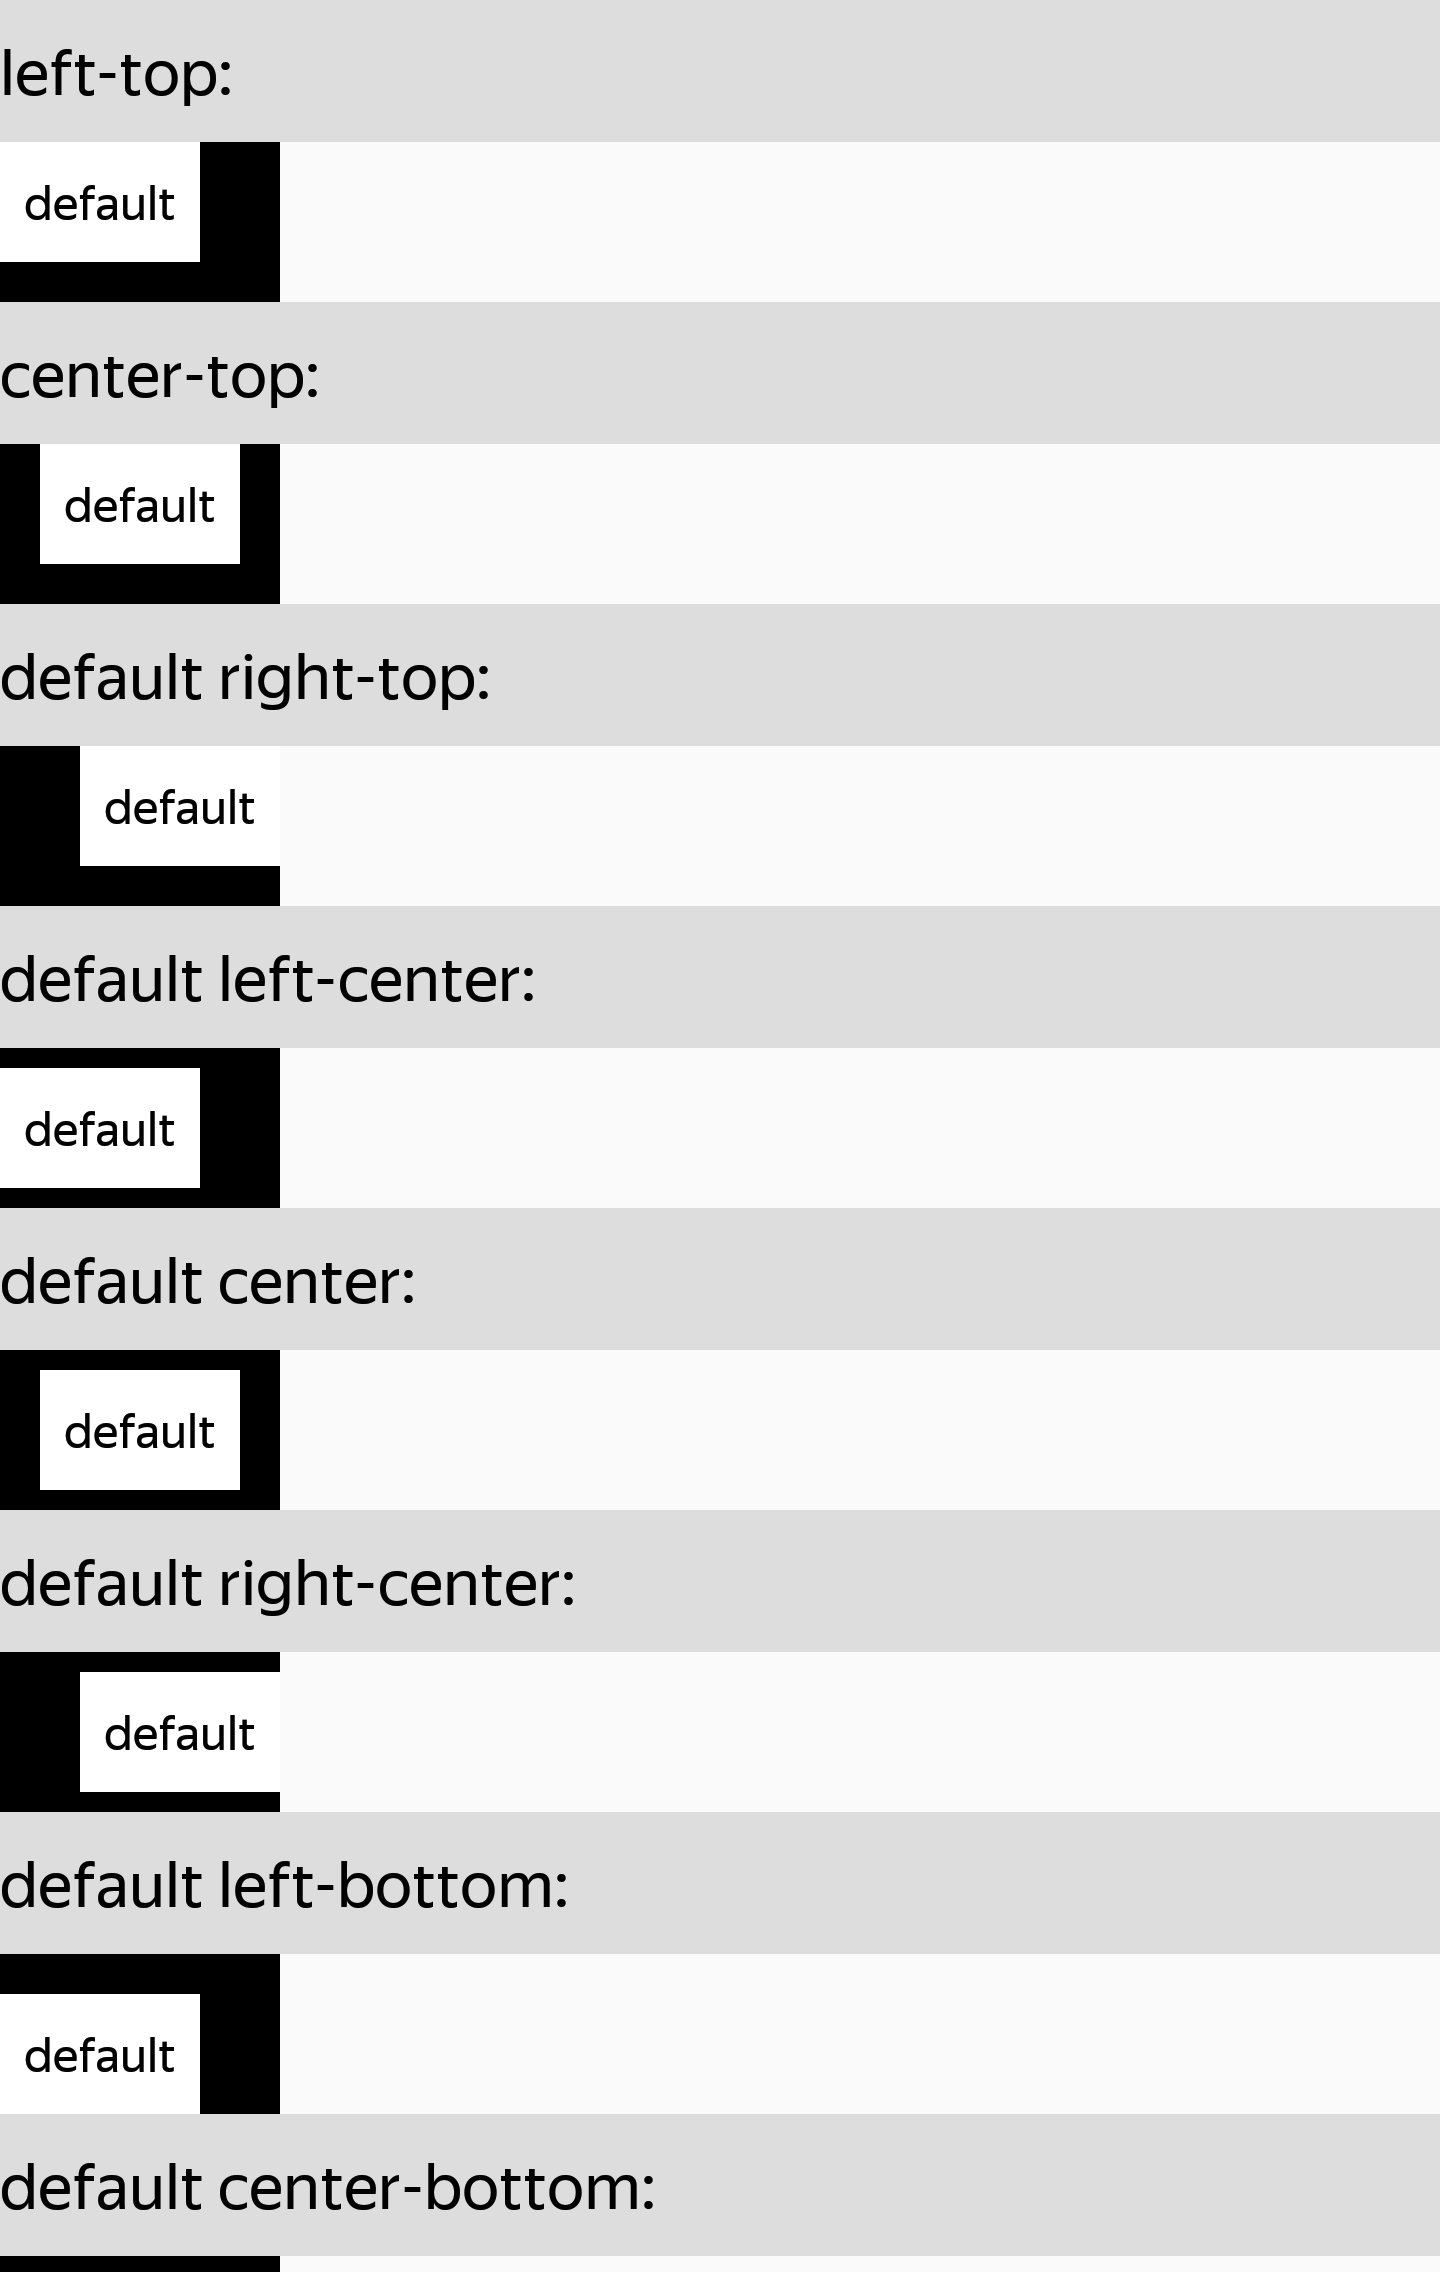 left-top:
default
center-top:
default
default right-top:
default
default left-center:
default
default center:
default
default right-center:
default
default left-bottom:
default
default center-bottom: